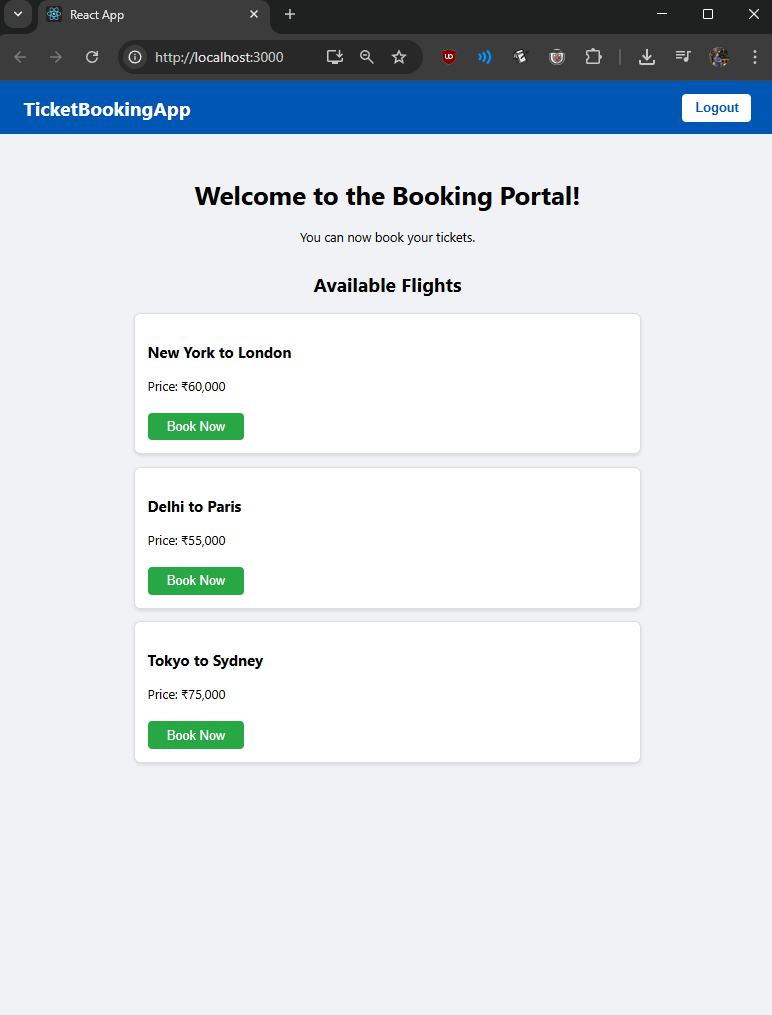 React App
http://localhost:3000
TicketBookingApp
Logout
Welcome to the Booking Portal!
You can now book your tickets.
Available Flights
New York to London
Price: ₹60,000
Book Now
Delhi to Paris
Price: ₹55,000
Book Now
Tokyo to Sydney
Price: ₹75,000
Book Now